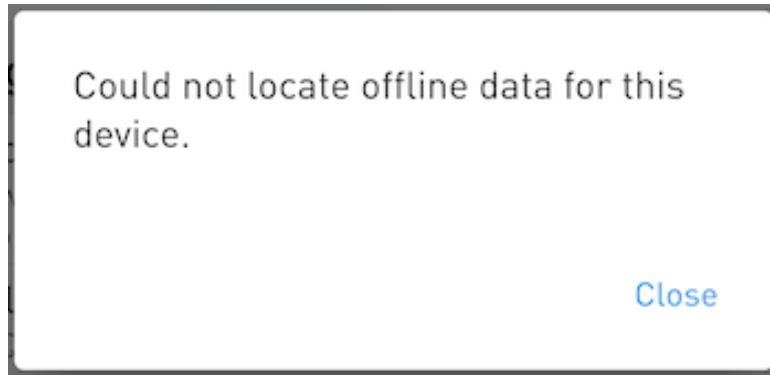 Could not locate offline data for this
device.
Close